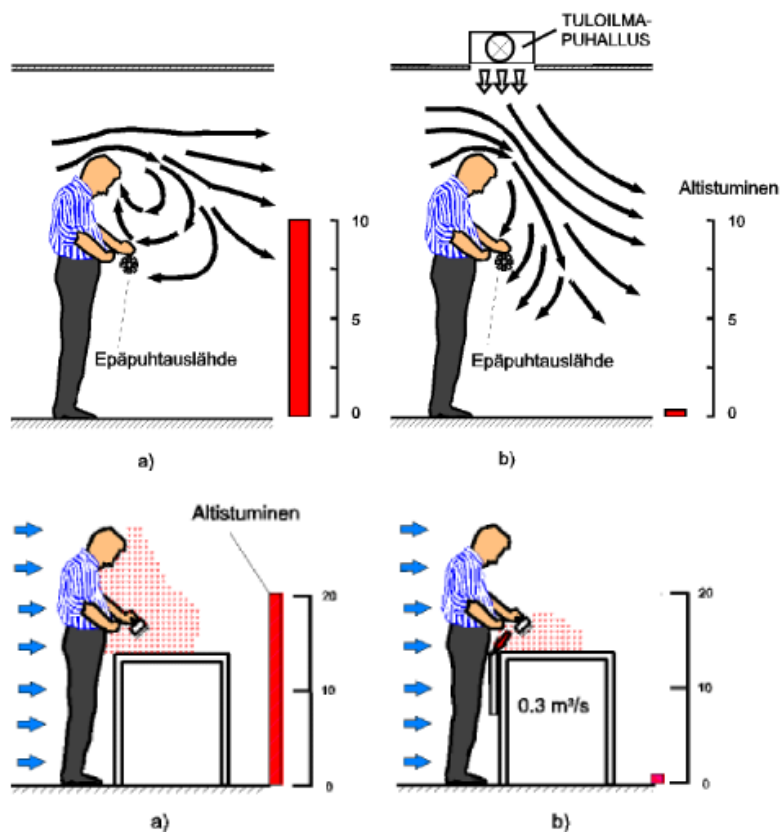 TULOILMA-
PUHALLUS
Altistuminen
10
5
0
Epäpuhtauslähde
10
5
0
Epäpuhtauslähde
a)
b)
Altistuminen
20
10
0
20
10
0
0.3 m³/s
a)
b)